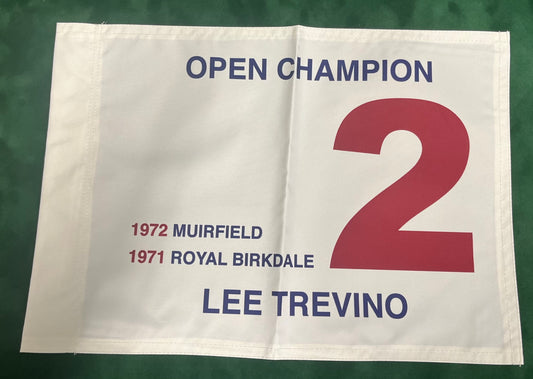 OPEN CHAMPION
2
1972 MUIRFIELD
1971 ROYAL BIRKDALE
LEE TREVINO